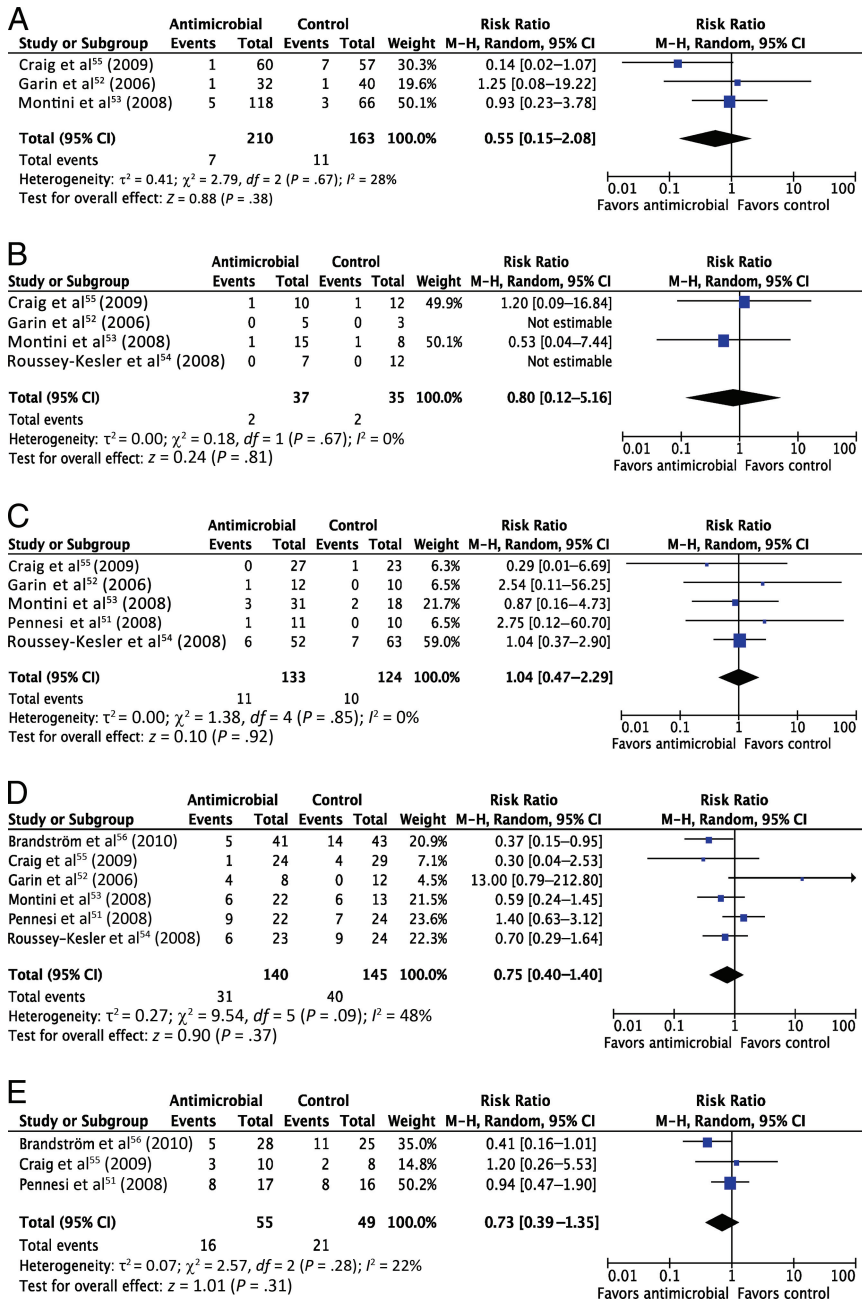 A
Antimicrobial Control Risk Ratio Risk Ratio
Study or Subgroup Events Total Events Total Weight M–H, Random, 95% CI M–H, Random, 95% CI
Craig et al55 (2009) 1 60 7 57 30.3% 0.14 [0.02–1.07]
Garin et al52 (2006) 1 32 1 40 19.6% 1.25 [0.08–19.22]
Montini et al53 (2008) 5 118 3 66 50.1% 0.93 [0.23–3.78]
Total (95% CI) 210 163 100.0% 0.55 [0.15–2.08]
Total events 7 11
Heterogeneity: τ2 = 0.41; χ2 = 2.79, df = 2 (P = .67); I2 = 28%
Test for overall effect: Z = 0.88 (P = .38)
0.01 0.1 1 10 100
Favors antimicrobial Favors control
B
Antimicrobial Control Risk Ratio Risk Ratio
Study or Subgroup Events Total Events Total Weight M–H, Random, 95% CI M–H, Random, 95% CI
Craig et al55 (2009) 1 10 1 12 49.9% 1.20 [0.09–16.84]
Garin et al52 (2006) 0 5 0 3 Not estimable
Montini et al53 (2008) 1 15 1 8 50.1% 0.53 [0.04–7.44]
Roussey-Kesler et al54 (2008) 0 7 0 12 Not estimable
Total (95% CI) 37 35 100.0% 0.80 [0.12–5.16]
Total events 2 2
Heterogeneity: τ2 = 0.00; χ2 = 0.18, df = 1 (P = .67); I2 = 0%
Test for overall effect: z = 0.24 (P = .81)
0.01 0.1 1 10 100
Favors antimicrobial Favors control
C
Antimicrobial Control Risk Ratio Risk Ratio
Study or Subgroup Events Total Events Total Weight M–H, Random, 95% CI M–H, Random, 95% CI
Craig et al55 (2009) 0 27 1 23 6.3% 0.29 [0.01–6.69]
Garin et al52 (2006) 1 12 0 10 6.5% 2.54 [0.11–56.25]
Montini et al53 (2008) 3 31 2 18 21.7% 0.87 [0.16–4.73]
Pennesi et al51 (2008) 1 11 0 10 6.5% 2.75 [0.12–60.70]
Roussey-Kesler et al54 (2008) 6 52 7 63 59.0% 1.04 [0.37–2.90]
Total (95% CI) 133 124 100.0% 1.04 [0.47–2.29]
Total events 11 10
Heterogeneity: τ2 = 0.00; χ2 = 1.38, df = 4 (P = .85); I2 = 0%
Test for overall effect: z = 0.10 (P = .92)
0.01 0.1 1 10 100
Favors antimicrobial Favors control
D
Antimicrobial Control Risk Ratio Risk Ratio
Study or Subgroup Events Total Events Total Weight M–H, Random, 95% CI M–H, Random, 95% CI
Brandström et al56 (2010) 5 41 14 43 20.9% 0.37 [0.15–0.95]
Craig et al55 (2009) 1 24 4 29 7.1% 0.30 [0.04–2.53]
Garin et al52 (2006) 4 8 0 12 4.5% 13.00 [0.79–212.80]
Montini et al53 (2008) 6 22 6 13 21.5% 0.59 [0.24–1.45]
Pennesi et al51 (2008) 9 22 7 24 23.6% 1.40 [0.63–3.12]
Roussey-Kesler et al54 (2008) 6 23 9 24 22.3% 0.70 [0.29–1.64]
Total (95% CI) 140 145 100.0% 0.75 [0.40–1.40]
Total events 31 40
Heterogeneity: τ2 = 0.27; χ2 = 9.54, df = 5 (P = .09); I2 = 48%
Test for overall effect: z = 0.90 (P = .37)
0.01 0.1 1 10 100
Favors antimicrobial Favors control
E
Antimicrobial Control Risk Ratio Risk Ratio
Study or Subgroup Events Total Events Total Weight M–H, Random, 95% CI M–H, Random, 95% CI
Brandström et al56 (2010) 5 28 11 25 35.0% 0.41 [0.16–1.01]
Craig et al55 (2009) 3 10 2 8 14.8% 1.20 [0.26–5.53]
Pennesi et al51 (2008) 8 17 8 16 50.2% 0.94 [0.47–1.90]
Total (95% CI) 55 49 100.0% 0.73 [0.39–1.35]
Total events 16 21
Heterogeneity: τ2 = 0.07; χ2 = 2.57, df = 2 (P = .28); I2 = 22%
Test for overall effect: z = 1.01 (P = .31)
0.01 0.1 1 10 100
Favors antimicrobial Favors control